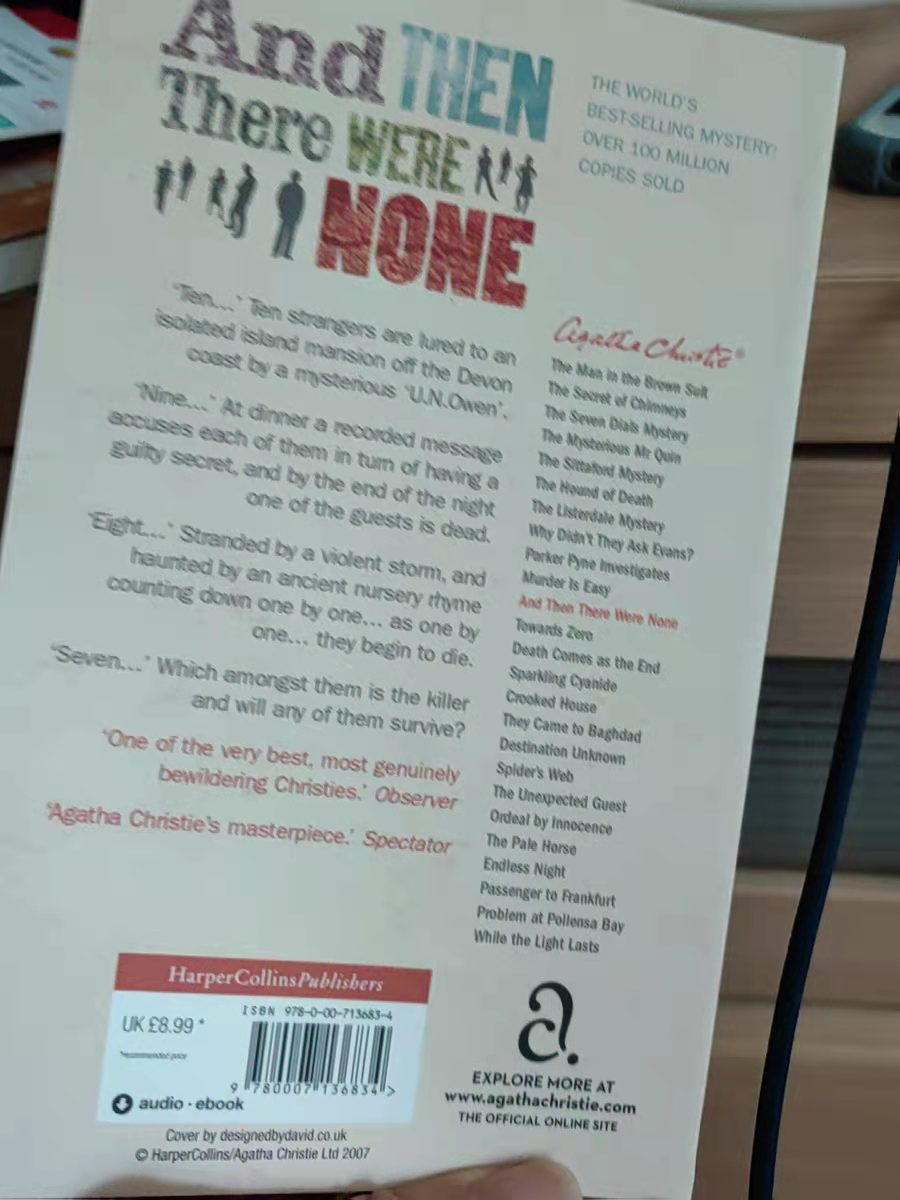 And THEN
There WERE
NONE
THE WORLD'S
BEST-SELLING MYSTERY!
OVER 100 MILLION
COPIES SOLD
'Ten...' Ten strangers are lured to an
isolated island mansion off the Devon
coast by a mysterious 'U.N.Owen'.
'Nine...' At dinner a recorded message
accuses each of them in turn of having a
guilty secret, and by the end of the night
one of the guests is dead.
'Eight...' Stranded by a violent storm, and
haunted by an ancient nursery rhyme
counting down one by one... as one by
one... they begin to die.
'Seven...' Which amongst them is the killer
and will any of them survive?
'One of the very best, most genuinely
bewildering Christies.' Observer
'Agatha Christie's masterpiece.' Spectator
Agatha Christie®
The Man in the Brown Suit
The Secret of Chimneys
The Seven Dials Mystery
The Mysterious Mr Quin
The Sittaford Mystery
The Hound of Death
The Listerdale Mystery
Why Didn't They Ask Evans?
Parker Pyne Investigates
Murder Is Easy
And Then There Were None
Towards Zero
Death Comes as the End
Sparkling Cyanide
Crooked House
They Came to Baghdad
Destination Unknown
Spider's Web
The Unexpected Guest
Ordeal by Innocence
The Pale Horse
Endless Night
Passenger to Frankfurt
Problem at Pollensa Bay
While the Light Lasts
HarperCollinsPublishers
UK £8.99 *
*recommended price
ISBN 978-0-00-713683-4
9 780007 136834 >
audio · ebook
Cover by designedbydavid.co.uk
© HarperCollins/Agatha Christie Ltd 2007
EXPLORE MORE AT
www.agathachristie.com
THE OFFICIAL ONLINE SITE